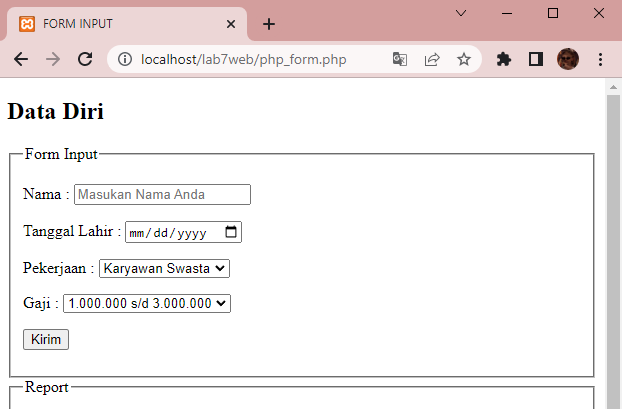 FORM INPUT
localhost/lab7web/php_form.php
Data Diri
Form Input
Nama : Masukan Nama Anda
Tanggal Lahir : mm/dd/yyyy
Pekerjaan : Karyawan Swasta
Gaji : 1.000.000 s/d 3.000.000
Kirim
Report